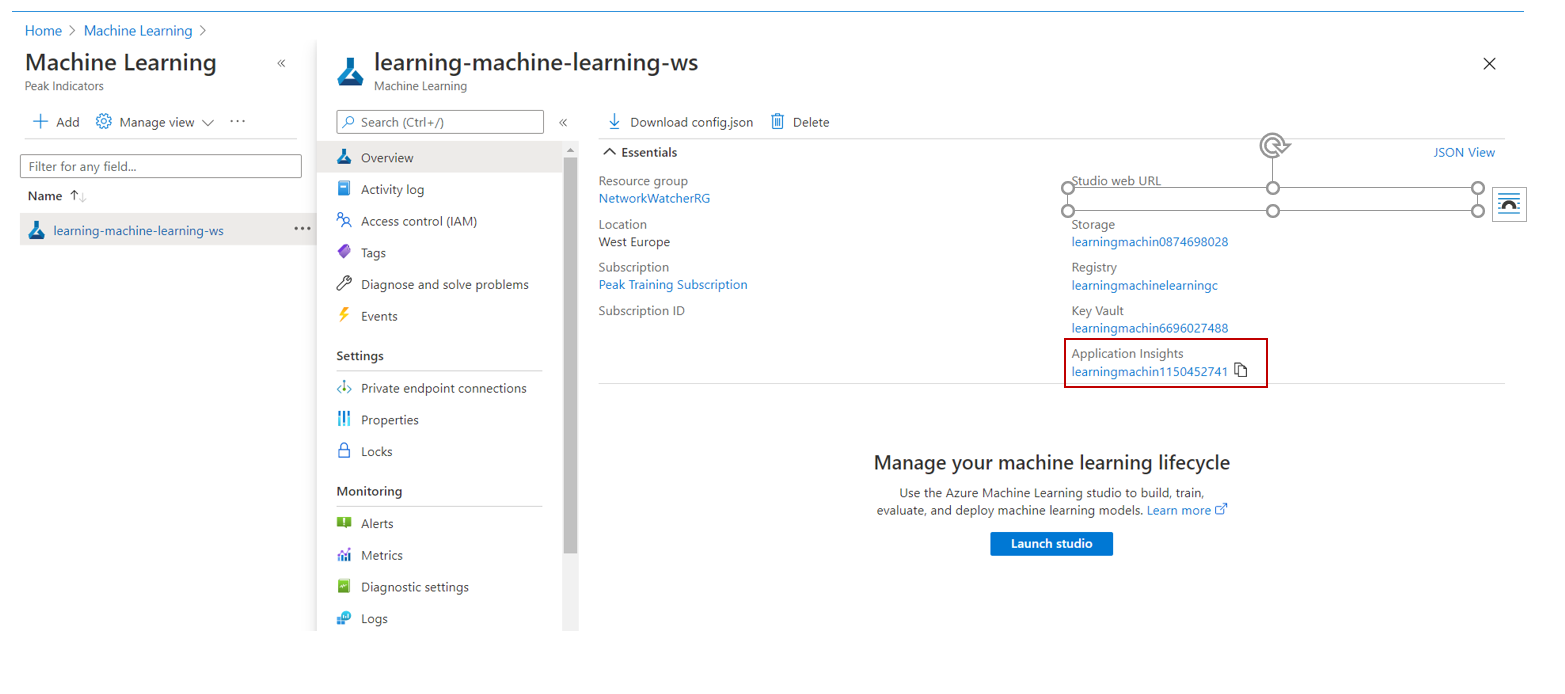 Home > Machine Learning >
Machine Learning «
Peak Indicators
+ Add Manage view ...
Filter for any field...
Name ↑↓
learning-machine-learning-ws ...
learning-machine-learning-ws
Machine Learning
Search (Ctrl+/) «
Overview
Activity log
Access control (IAM)
Tags
Diagnose and solve problems
Events
Settings
Private endpoint connections
Properties
Locks
Monitoring
Alerts
Metrics
Diagnostic settings
Logs
Download config.json Delete
Essentials
JSON View
Resource group
NetworkWatcherRG
Location
West Europe
Subscription
Peak Training Subscription
Subscription ID
Studio web URL
Storage
learningmachin0874698028
Registry
learningmachinelearningc
Key Vault
learningmachin6696027488
Application Insights
learningmachin1150452741
Manage your machine learning lifecycle
Use the Azure Machine Learning studio to build, train,
evaluate, and deploy machine learning models. Learn more
Launch studio